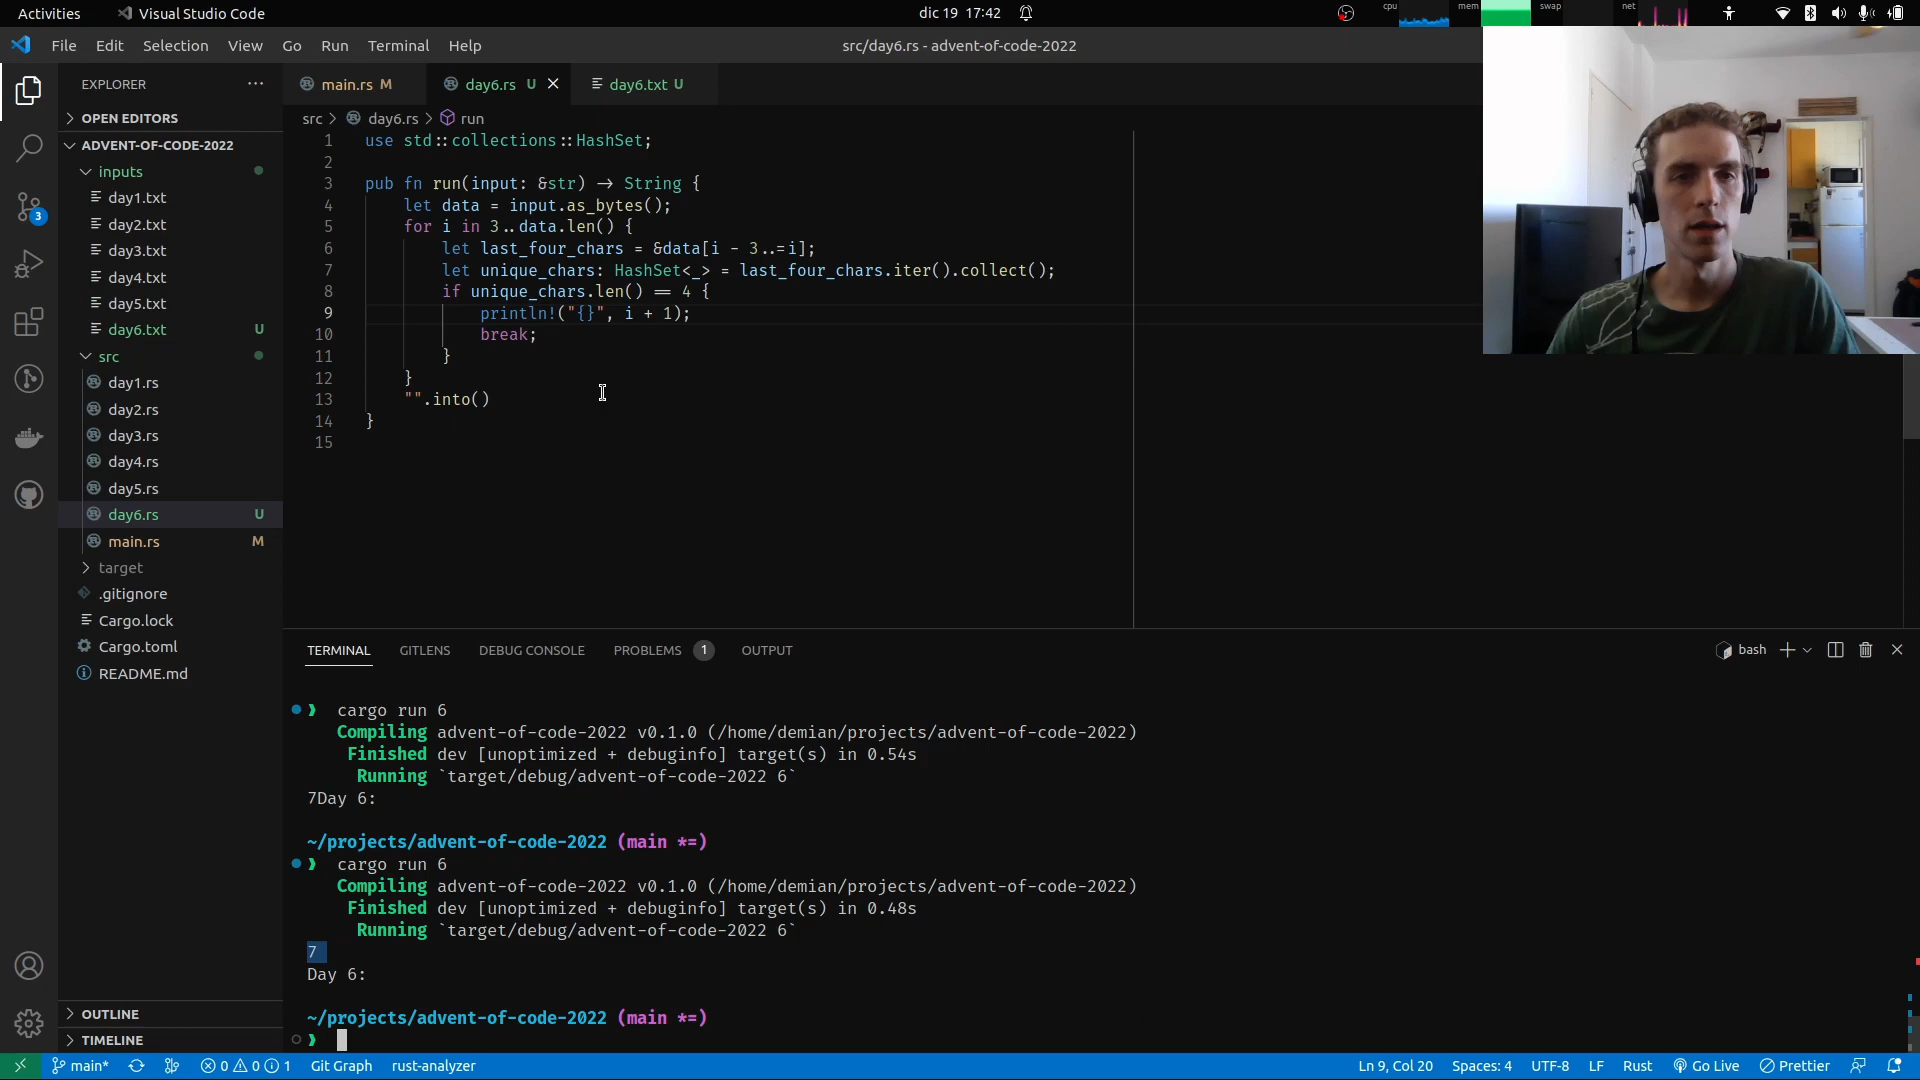 Activities
Visual Studio Code
dic 19 17:42
cpu
mem
swap
net
File Edit Selection View Go Run Terminal Help
src/day6.rs - advent-of-code-2022
EXPLORER
OPEN EDITORS
ADVENT-OF-CODE-2022
inputs
day1.txt
day2.txt
day3.txt
day4.txt
day5.txt
day6.txt U
src
day1.rs
day2.rs
day3.rs
day4.rs
day5.rs
day6.rs U
main.rs M
target
.gitignore
Cargo.lock
Cargo.toml
README.md
OUTLINE
TIMELINE
3
main.rs M
day6.rs U
day6.txt U
src > day6.rs > run
1 use std::collections::HashSet;
2
3 pub fn run(input: &str) -> String {
4 let data = input.as_bytes();
5 for i in 3..data.len() {
6 let last_four_chars = &data[i - 3..=i];
7 let unique_chars: HashSet<_> = last_four_chars.iter().collect();
8 if unique_chars.len() == 4 {
9 println!("{}", i + 1);
10 break;
11 }
12 }
13 "".into()
14 }
15
TERMINAL GITLENS DEBUG CONSOLE PROBLEMS 1 OUTPUT
bash
❱ cargo run 6
Compiling advent-of-code-2022 v0.1.0 (/home/demian/projects/advent-of-code-2022)
Finished dev [unoptimized + debuginfo] target(s) in 0.54s
Running `target/debug/advent-of-code-2022 6`
7Day 6:
~/projects/advent-of-code-2022 (main *=)
❱ cargo run 6
Compiling advent-of-code-2022 v0.1.0 (/home/demian/projects/advent-of-code-2022)
Finished dev [unoptimized + debuginfo] target(s) in 0.48s
Running `target/debug/advent-of-code-2022 6`
7
Day 6:
~/projects/advent-of-code-2022 (main *=)
❱
main* 0 0 1 Git Graph rust-analyzer
Ln 9, Col 20 Spaces: 4 UTF-8 LF Rust Go Live Prettier